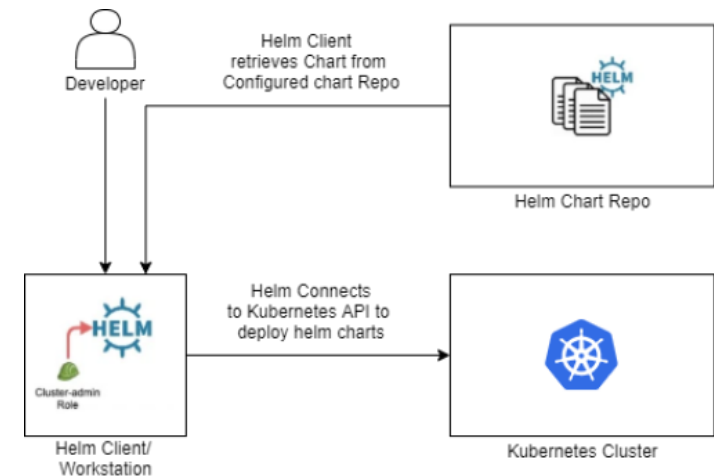 Developer
Helm Client
retrieves Chart from
Configured chart Repo
HELM
Helm Chart Repo
HELM
Cluster-admin
Role
Helm Client/
Workstation
Helm Connects
to Kubernetes API to
deploy helm charts
Kubernetes Cluster